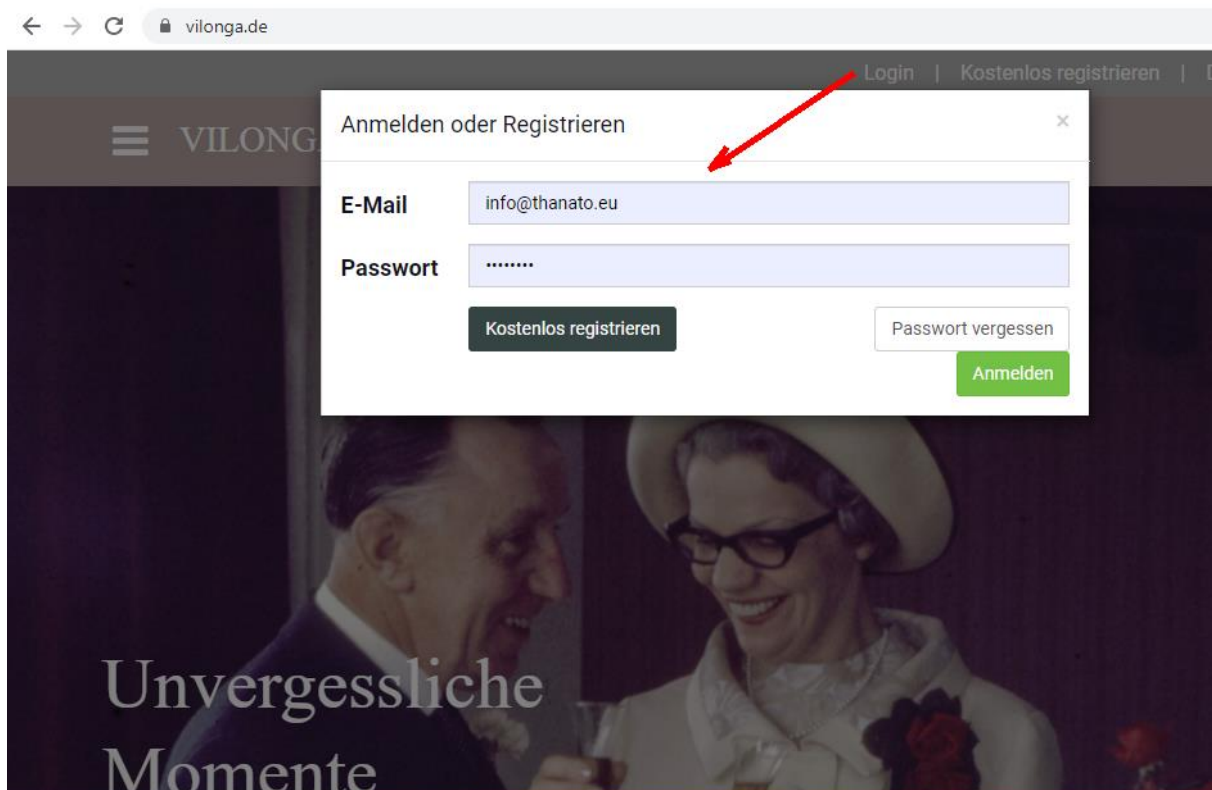 vilonga.de
Login | Kostenlos registrieren |
VILONGA
Anmelden oder Registrieren ×
E-Mail info@thanato.eu
Passwort ········
Kostenlos registrieren Passwort vergessen
Anmelden
Unvergessliche
Momente